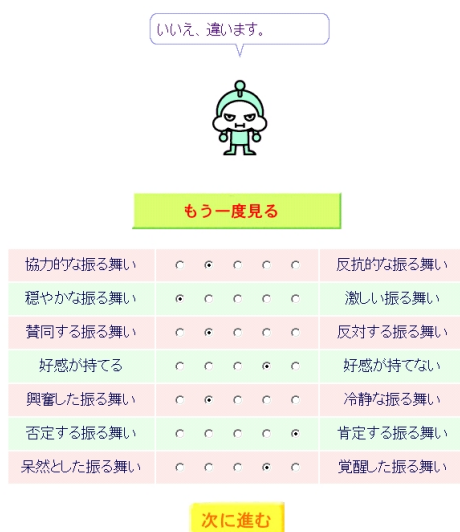 いいえ、違います。
もう一度見る
協力的な振る舞い 反抗的な振る舞い
穏やかな振る舞い 激しい振る舞い
賛同する振る舞い 反対する振る舞い
好感が持てる 好感が持てない
興奮した振る舞い 冷静な振る舞い
否定する振る舞い 肯定する振る舞い
呆然とした振る舞い 覚醒した振る舞い
次に進む